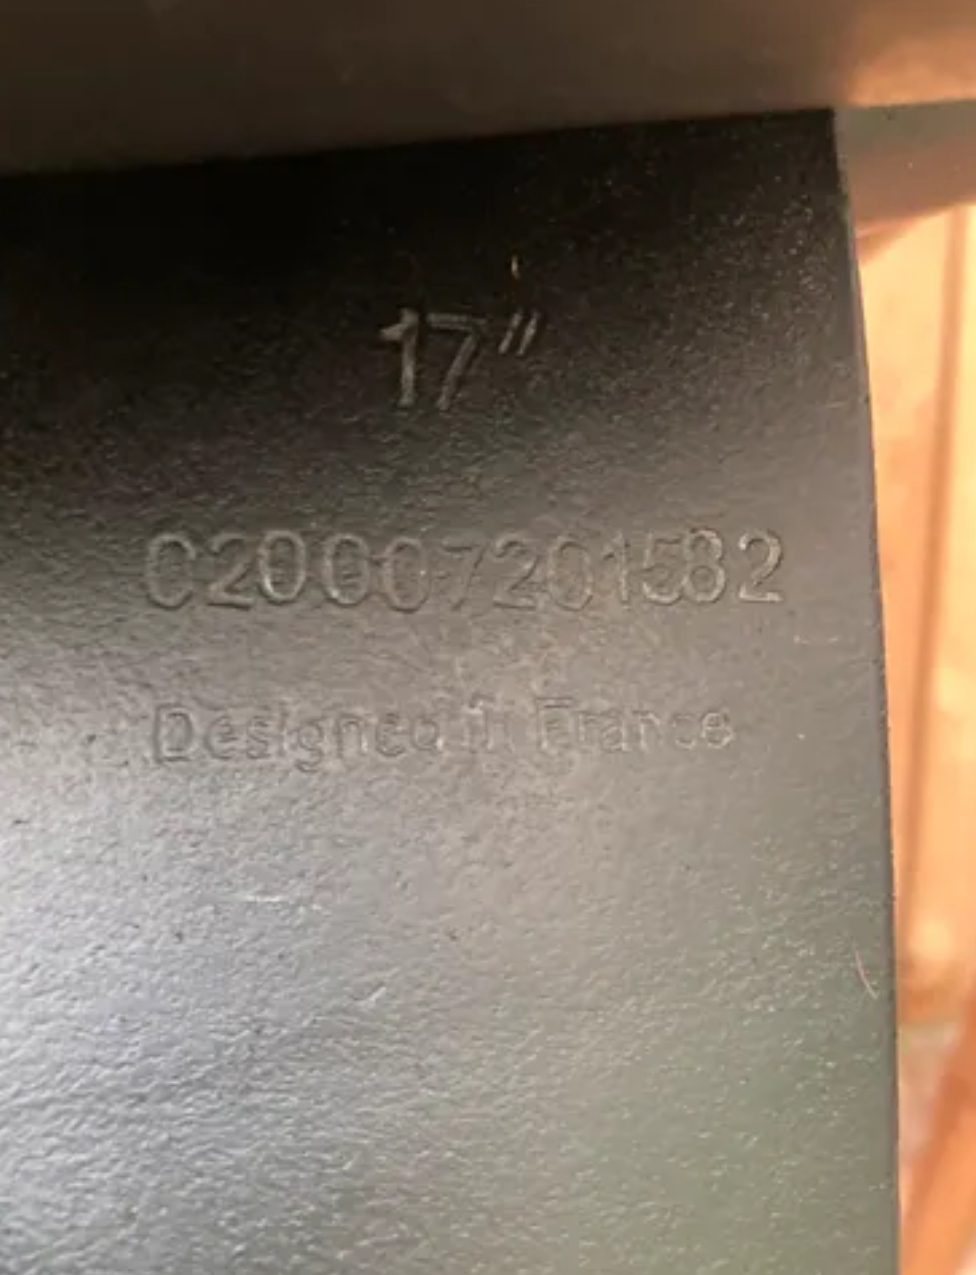 17"
C20007201582
Designed in France